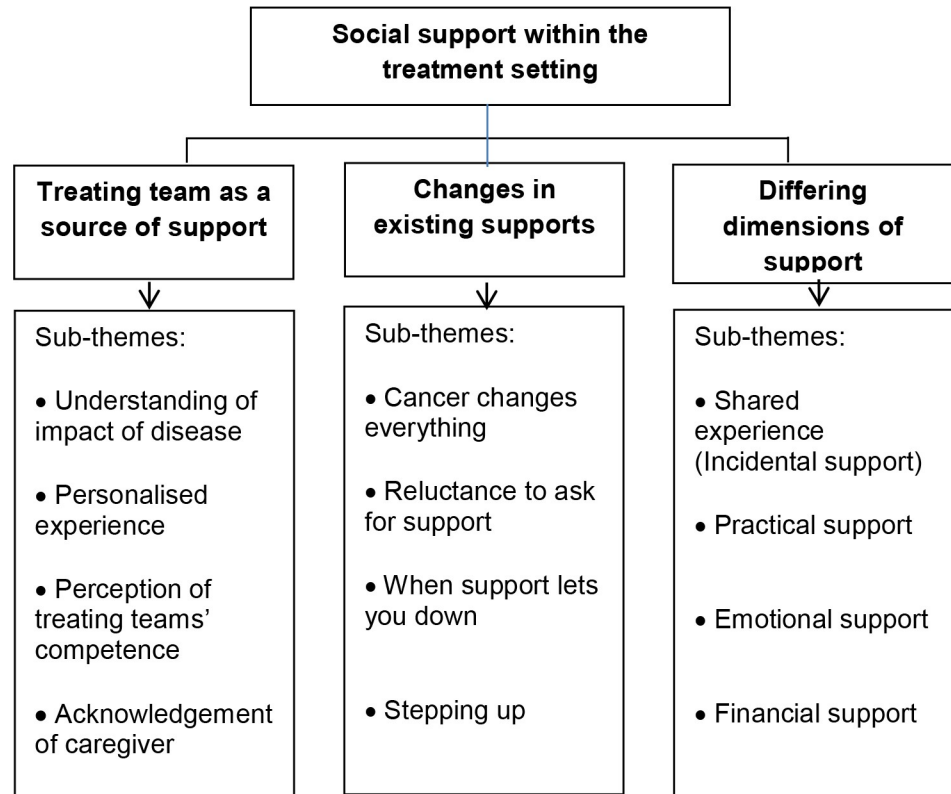 Social support within the
treatment setting
Treating team as a
source of support
Changes in
existing supports
Differing
dimensions of
support
Sub-themes:
• Understanding of
impact of disease
• Personalised
experience
• Perception of
treating teams’
competence
• Acknowledgement
of caregiver
Sub-themes:
• Cancer changes
everything
• Reluctance to ask
for support
• When support lets
you down
• Stepping up
Sub-themes:
• Shared
experience
(Incidental support)
• Practical support
• Emotional support
• Financial support